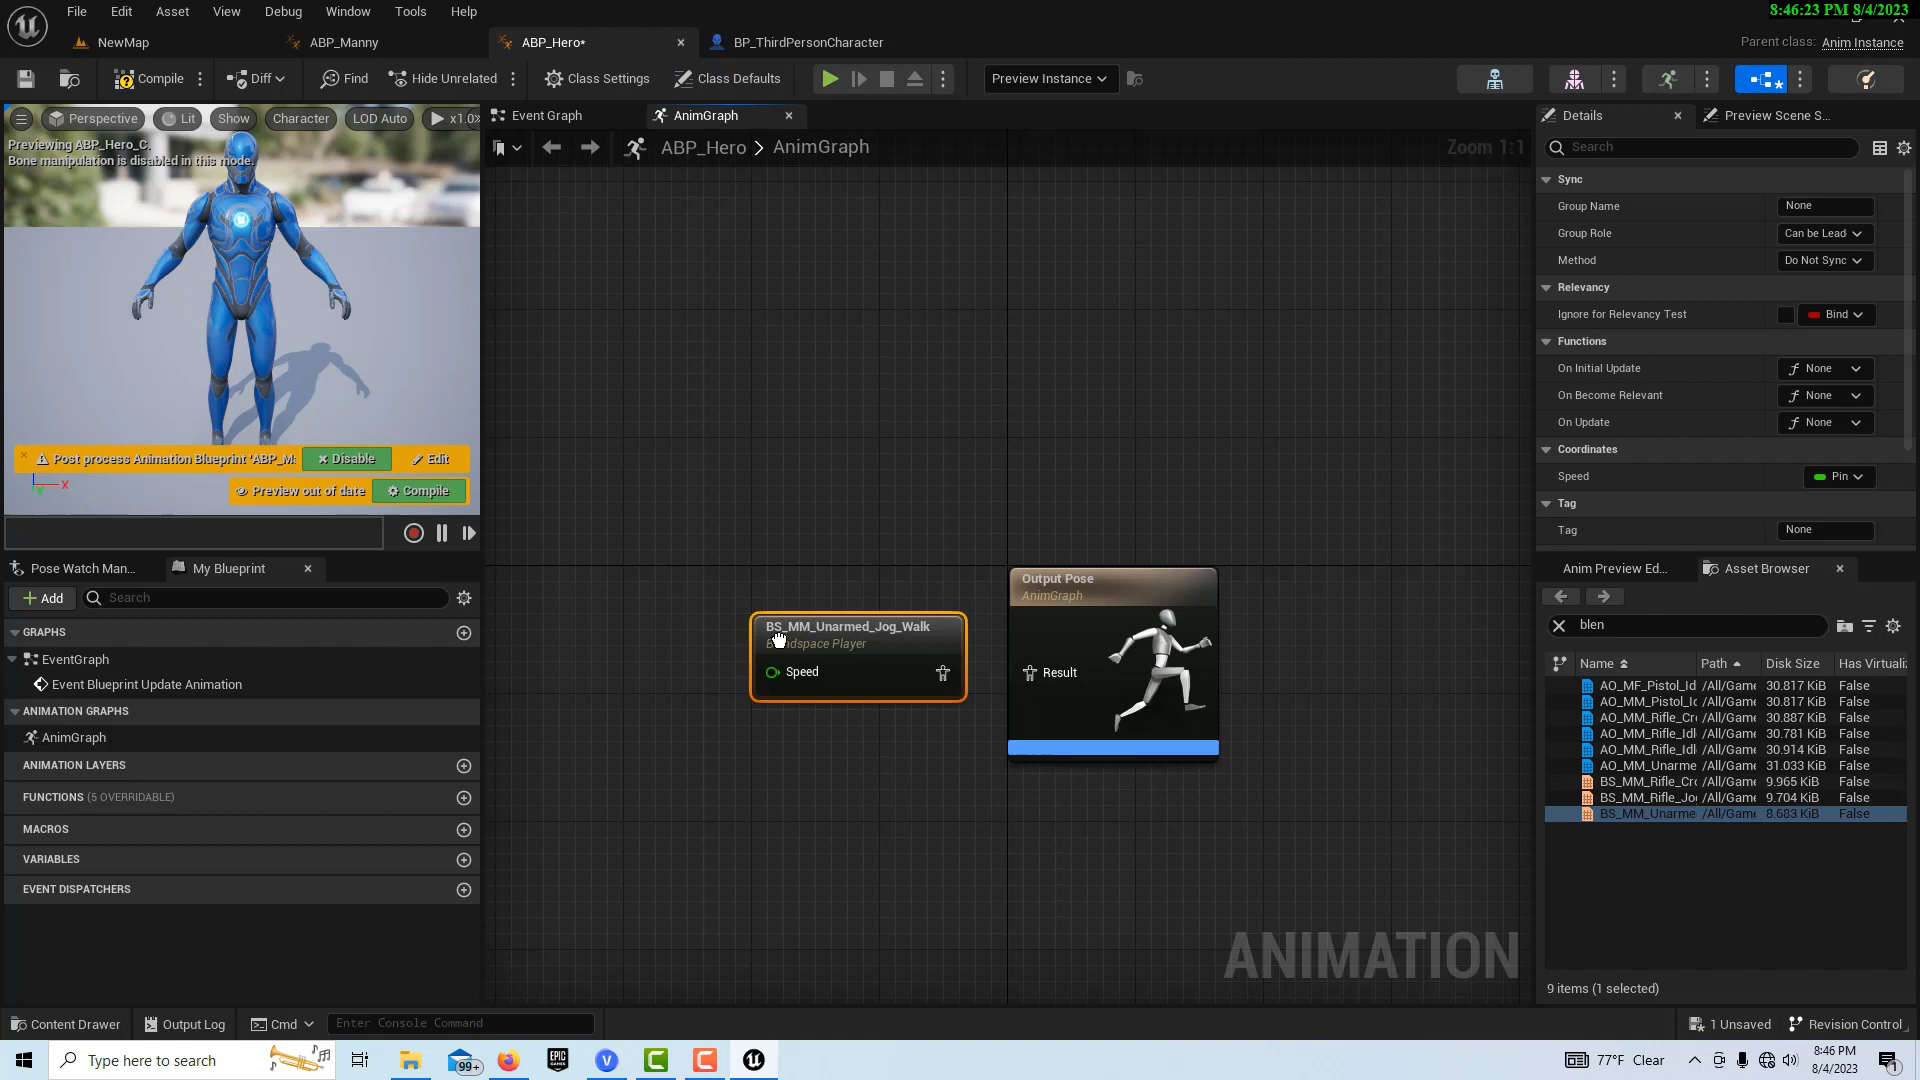 8:46:23 PM 8/4/2023
File Edit Asset View Debug Window Tools Help
NewMap ABP_Manny ABP_Hero* BP_ThirdPersonCharacter
Parent class: Anim Instance
Compile Diff Find Hide Unrelated Class Settings Class Defaults Preview Instance
Perspective Lit Show Character LOD Auto x1.0
Previewing ABP_Hero_C.
Bone manipulation is disabled in this mode.
Post process Animation Blueprint 'ABP_M Disable Edit
Preview out of date Compile
X
Y
Pose Watch Man... My Blueprint
Add Search
GRAPHS
EventGraph
Event Blueprint Update Animation
ANIMATION GRAPHS
AnimGraph
ANIMATION LAYERS
FUNCTIONS (5 OVERRIDABLE)
MACROS
VARIABLES
EVENT DISPATCHERS
Event Graph AnimGraph
ABP_Hero > AnimGraph Zoom 1:1
BS_MM_Unarmed_Jog_Walk
Blendspace Player
Speed
Output Pose
AnimGraph
Result
ANIMATION
Details Preview Scene S...
Search
Sync
Group Name None
Group Role Can be Lead
Method Do Not Sync
Relevancy
Ignore for Relevancy Test Bind
Functions
On Initial Update None
On Become Relevant None
On Update None
Coordinates
Speed Pin
Tag
Tag None
Anim Preview Ed... Asset Browser
blen
Name Path Disk Size Has Virtuali
AO_MF_Pistol_Id /All/Game 30.817 KiB False
AO_MM_Pistol_Id /All/Game 30.817 KiB False
AO_MM_Rifle_Cr /All/Game 30.887 KiB False
AO_MM_Rifle_Idl /All/Game 30.781 KiB False
AO_MM_Rifle_Idl /All/Game 30.914 KiB False
AO_MM_Unarme /All/Game 31.033 KiB False
BS_MM_Rifle_Cr /All/Game 9.965 KiB False
BS_MM_Rifle_Jo /All/Game 9.704 KiB False
BS_MM_Unarme /All/Game 8.683 KiB False
9 items (1 selected)
Content Drawer Output Log Cmd Enter Console Command 1 Unsaved Revision Control
Type here to search 99+ EPIC GAMES V C C 77°F Clear 8:46 PM
8/4/2023 1